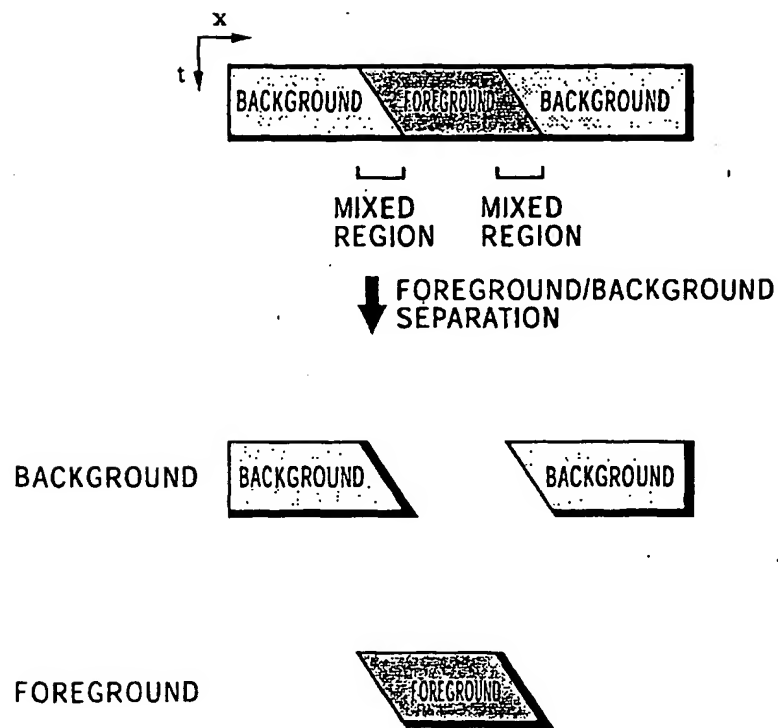 x
t
BACKGROUND FOREGROUND BACKGROUND
MIXED REGION
MIXED REGION
FOREGROUND/BACKGROUND
SEPARATION
BACKGROUND BACKGROUND BACKGROUND
FOREGROUND FOREGROUND